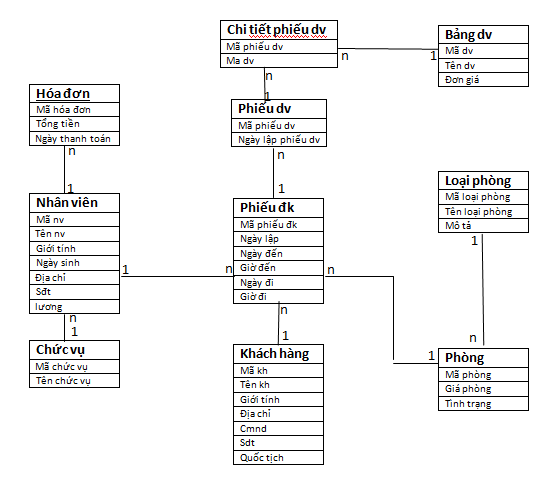 Chi tiết phiếu dv
Mã phiếu dv
Ma dv
n
1
Bảng dv
Mã dv
Tên dv
Đơn giá
n
1
Hóa đơn
Mã hóa đơn
Tổng tiền
Ngày thanh toán
n
1
Phiếu dv
Mã phiếu dv
Ngày lập phiếu dv
n
1
Nhân viên
Mã nv
Tên nv
Giới tính
Ngày sinh
Địa chỉ
Sđt
lương
n
1
1
n
Phiếu đk
Mã phiếu đk
Ngày lập
Ngày đến
Giờ đến
Ngày đi
Giờ đi
n
n
1
Loại phòng
Mã loại phòng
Tên loại phòng
Mô tả
1
n
Chức vụ
Mã chức vụ
Tên chức vụ
Khách hàng
Mã kh
Tên kh
Giới tính
Địa chỉ
Cmnd
Sdt
Quốc tịch
1
Phòng
Mã phòng
Giá phòng
Tình trạng